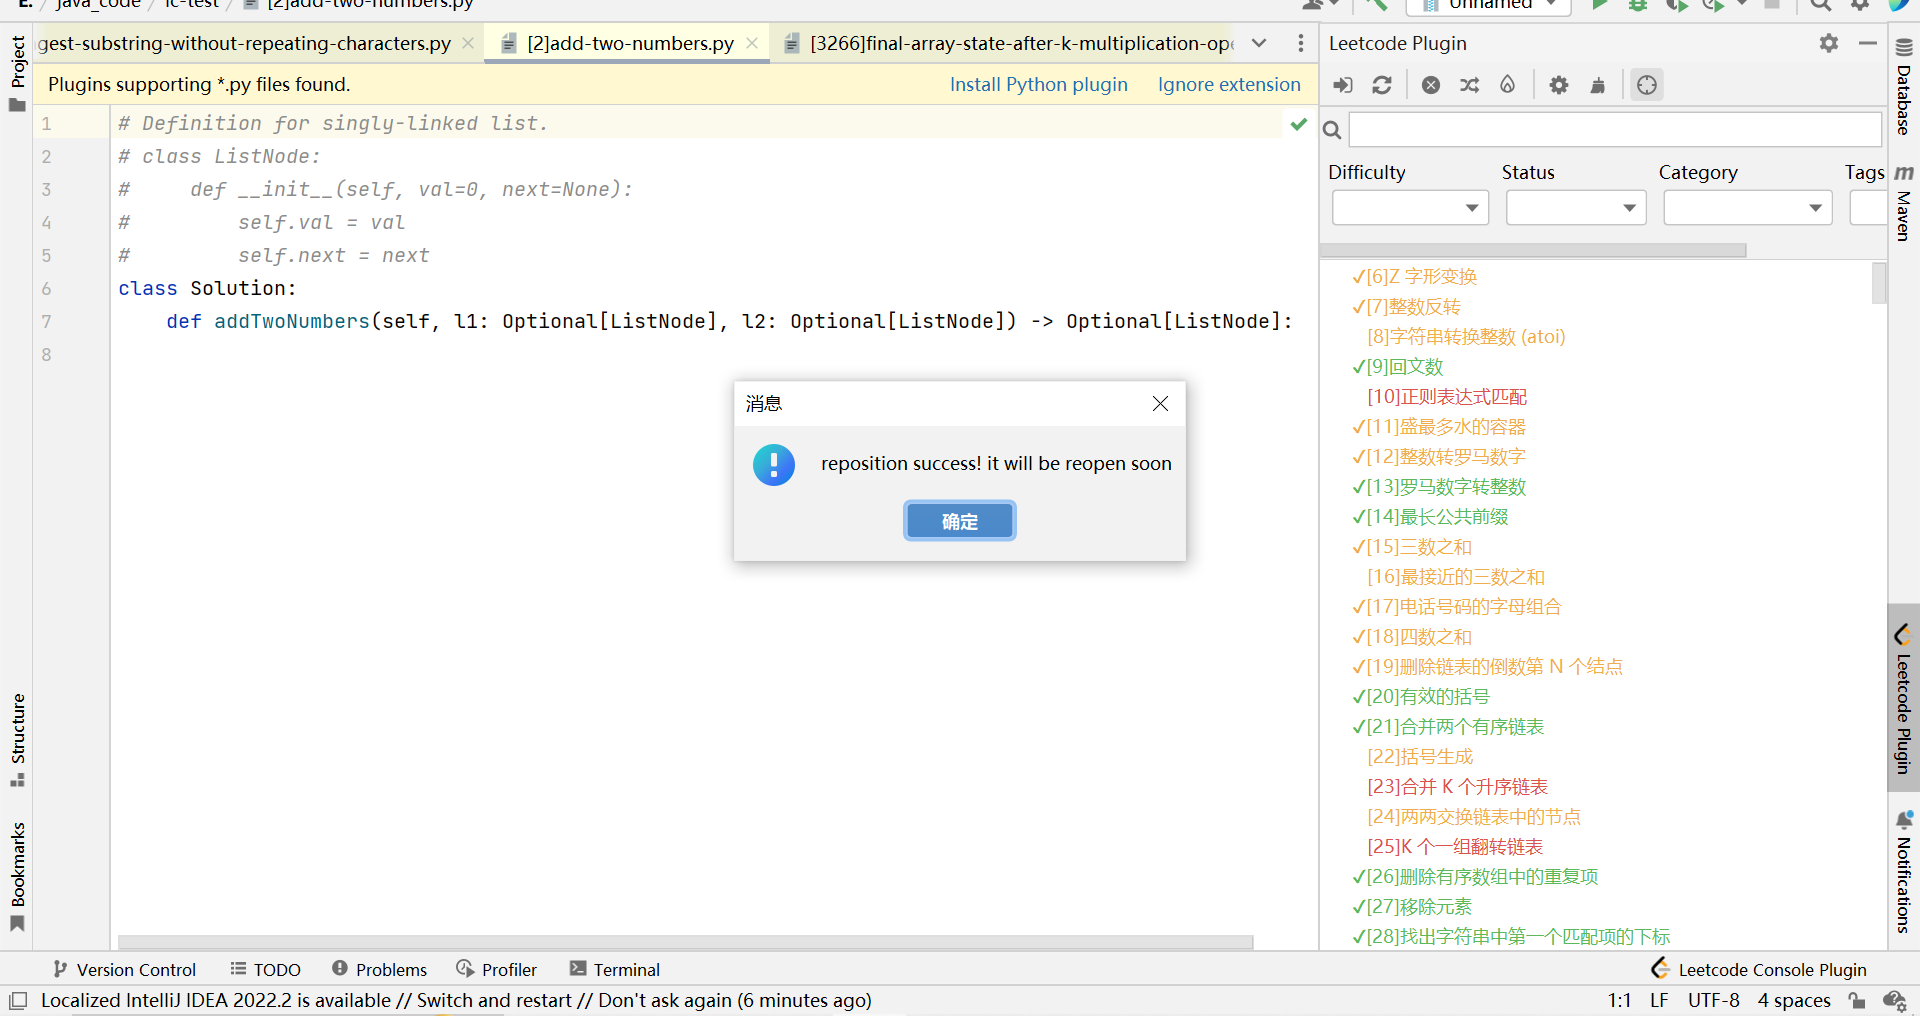 E: / java_code / lc-test / [2]add-two-numbers.py
Unnamed
gest-substring-without-repeating-characters.py
[2]add-two-numbers.py
[3266]final-array-state-after-k-multiplication-ope
Plugins supporting *.py files found.
Install Python plugin
Ignore extension
1 # Definition for singly-linked list.
2 # class ListNode:
3 #     def __init__(self, val=0, next=None):
4 #         self.val = val
5 #         self.next = next
6 class Solution:
7     def addTwoNumbers(self, l1: Optional[ListNode], l2: Optional[ListNode]) -> Optional[ListNode]:
8
消息
reposition success! it will be reopen soon
确定
Leetcode Plugin
Difficulty
Status
Category
Tags
✓[6]Z 字形变换
✓[7]整数反转
[8]字符串转换整数 (atoi)
✓[9]回文数
[10]正则表达式匹配
✓[11]盛最多水的容器
✓[12]整数转罗马数字
✓[13]罗马数字转整数
✓[14]最长公共前缀
✓[15]三数之和
[16]最接近的三数之和
✓[17]电话号码的字母组合
✓[18]四数之和
✓[19]删除链表的倒数第 N 个结点
✓[20]有效的括号
✓[21]合并两个有序链表
[22]括号生成
[23]合并 K 个升序链表
[24]两两交换链表中的节点
[25]K 个一组翻转链表
✓[26]删除有序数组中的重复项
✓[27]移除元素
✓[28]找出字符串中第一个匹配项的下标
Project
Structure
Bookmarks
Database
m
Maven
Leetcode Plugin
Notifications
Version Control
TODO
Problems
Profiler
Terminal
Leetcode Console Plugin
Localized IntelliJ IDEA 2022.2 is available // Switch and restart // Don't ask again (6 minutes ago)
1:1
LF
UTF-8
4 spaces